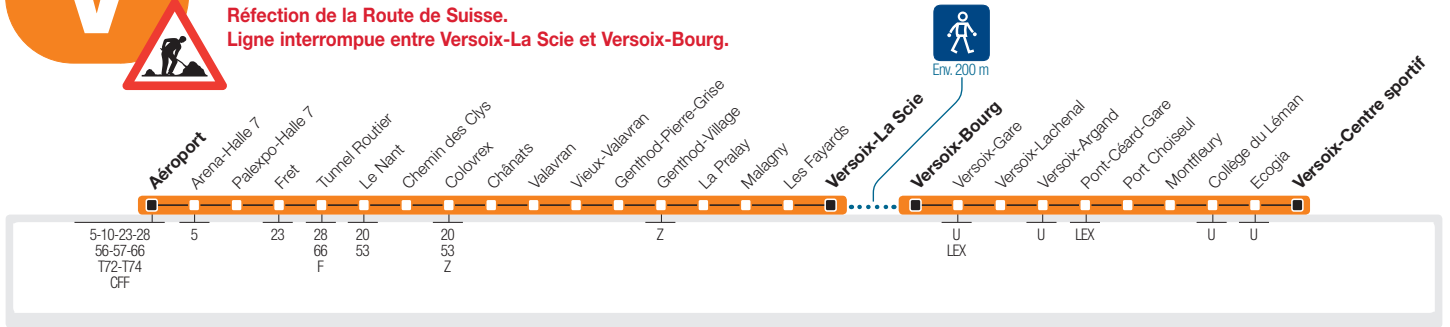 V
Réfection de la Route de Suisse.
Ligne interrompue entre Versoix-La Scie et Versoix-Bourg.
Env. 200 m
Aéroport
Arena-Halle 7
Palexpo-Halle 7
Fret
Tunnel Routier
Le Nant
Chemin des Clys
Colovrex
Chânats
Valavran
Vieux-Valavran
Genthod-Pierre-Grise
Genthod-Village
La Pralay
Malagny
Les Fayards
Versoix-La Scie
Versoix-Bourg
Versoix-Gare
Versoix-Lachenal
Versoix-Argand
Pont-Céard-Gare
Port Choiseul
Montfleury
Collège du Léman
Ecogia
Versoix-Centre sportif
5-10-23-28
56-57-66
T72-T74
CFF
5
23
28
66
F
20
53
20
53
Z
Z
U
LEX
U
LEX
U
U